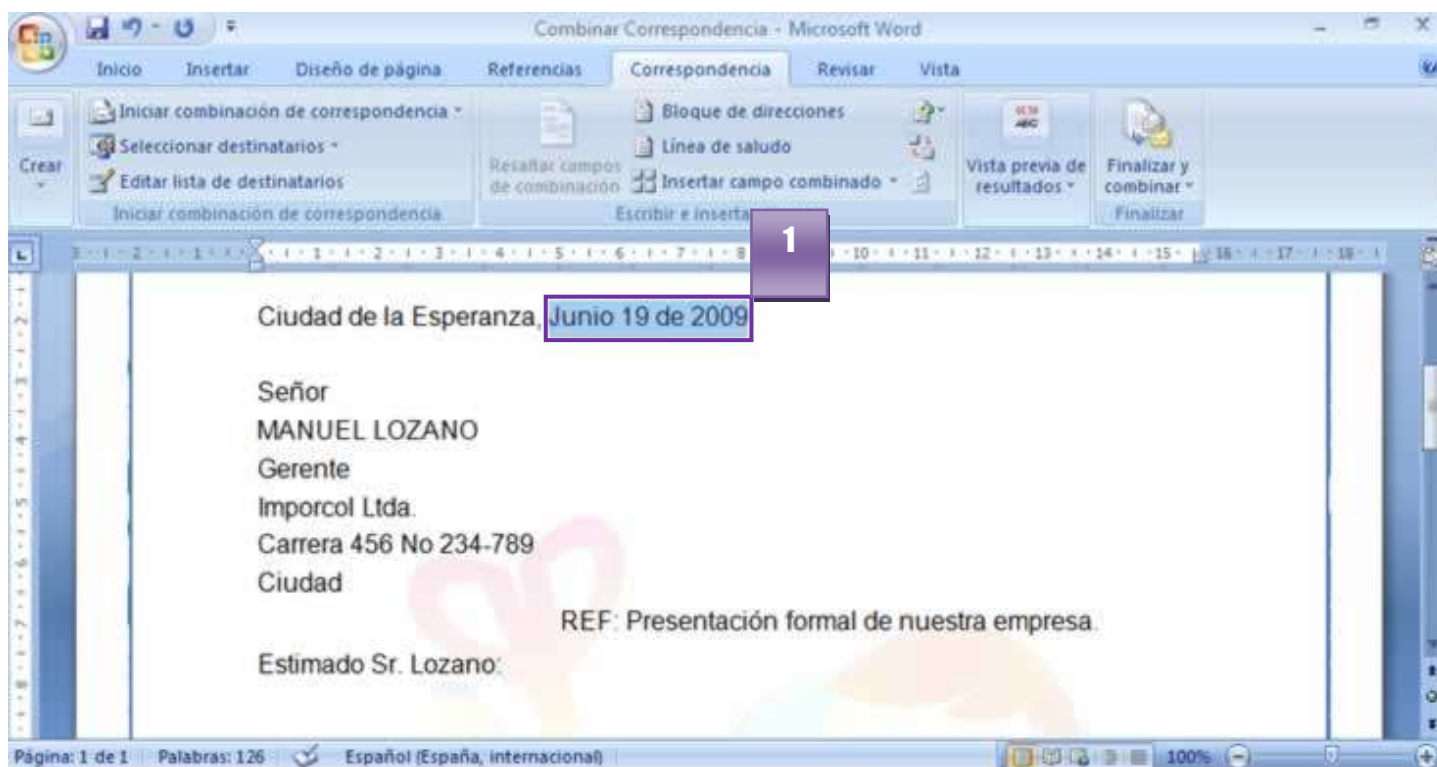 Combinar Correspondencia - Microsoft Word
Inicio Insertar Diseño de página Referencias Correspondencia Revisar Vista
Iniciar combinación de correspondencia
Seleccionar destinatarios
Editar lista de destinatarios
Crear
Iniciar combinación de correspondencia
Resaltar campos
de combinación
Bloque de direcciones
Línea de saludo
Insertar campo combinado
Escribir e inserta
Vista previa de
resultados
Finalizar y
combinar
Finalizar
1
Ciudad de la Esperanza, Junio 19 de 2009
Señor
MANUEL LOZANO
Gerente
Imporcol Ltda.
Carrera 456 No 234-789
Ciudad
REF: Presentación formal de nuestra empresa.
Estimado Sr. Lozano:
Página: 1 de 1 Palabras: 126 Español (España, internacional) 100%